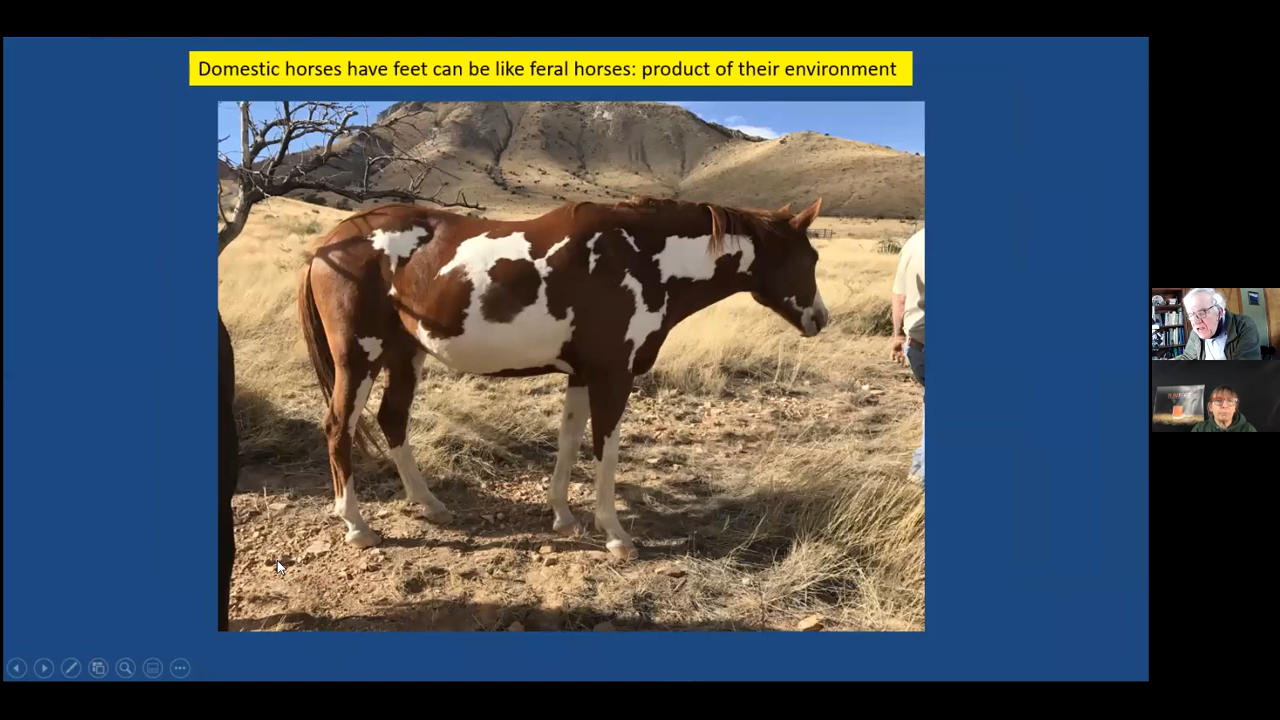 Domestic horses have feet can be like feral horses: product of their environment